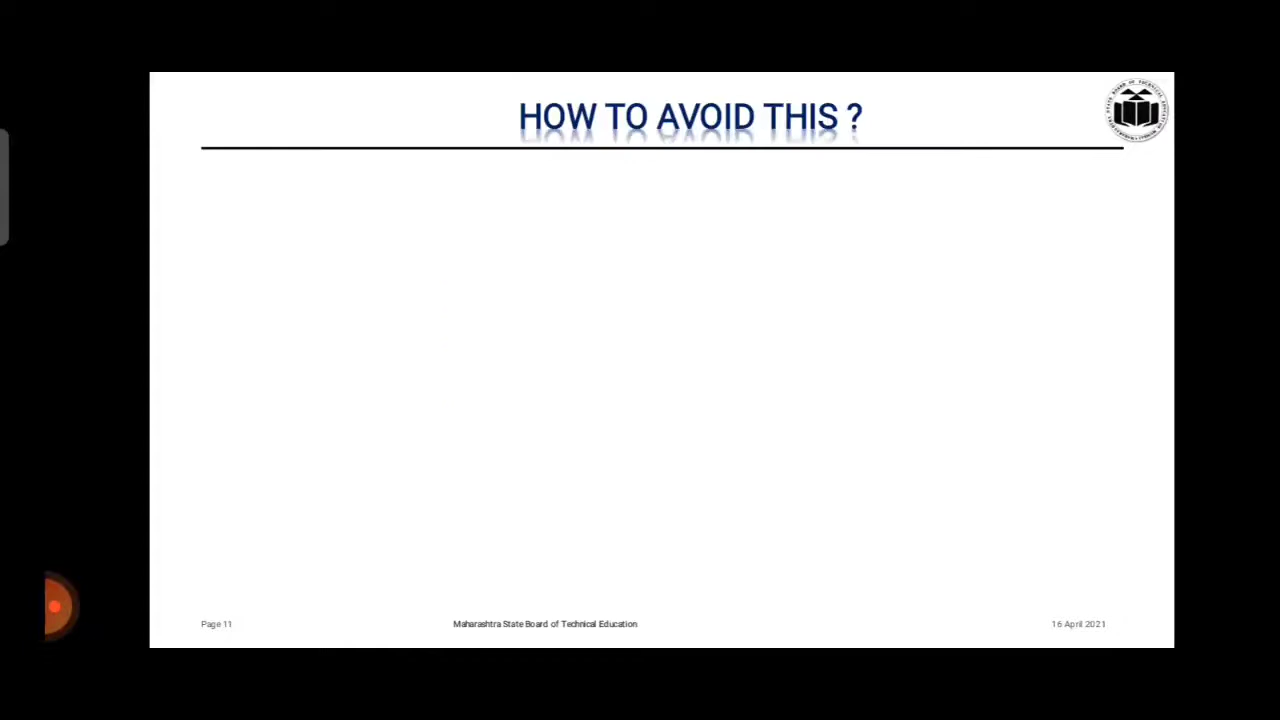 HOW TO AVOID THIS ?
Page 11
Maharashtra State Board of Technical Education
16 April 2021